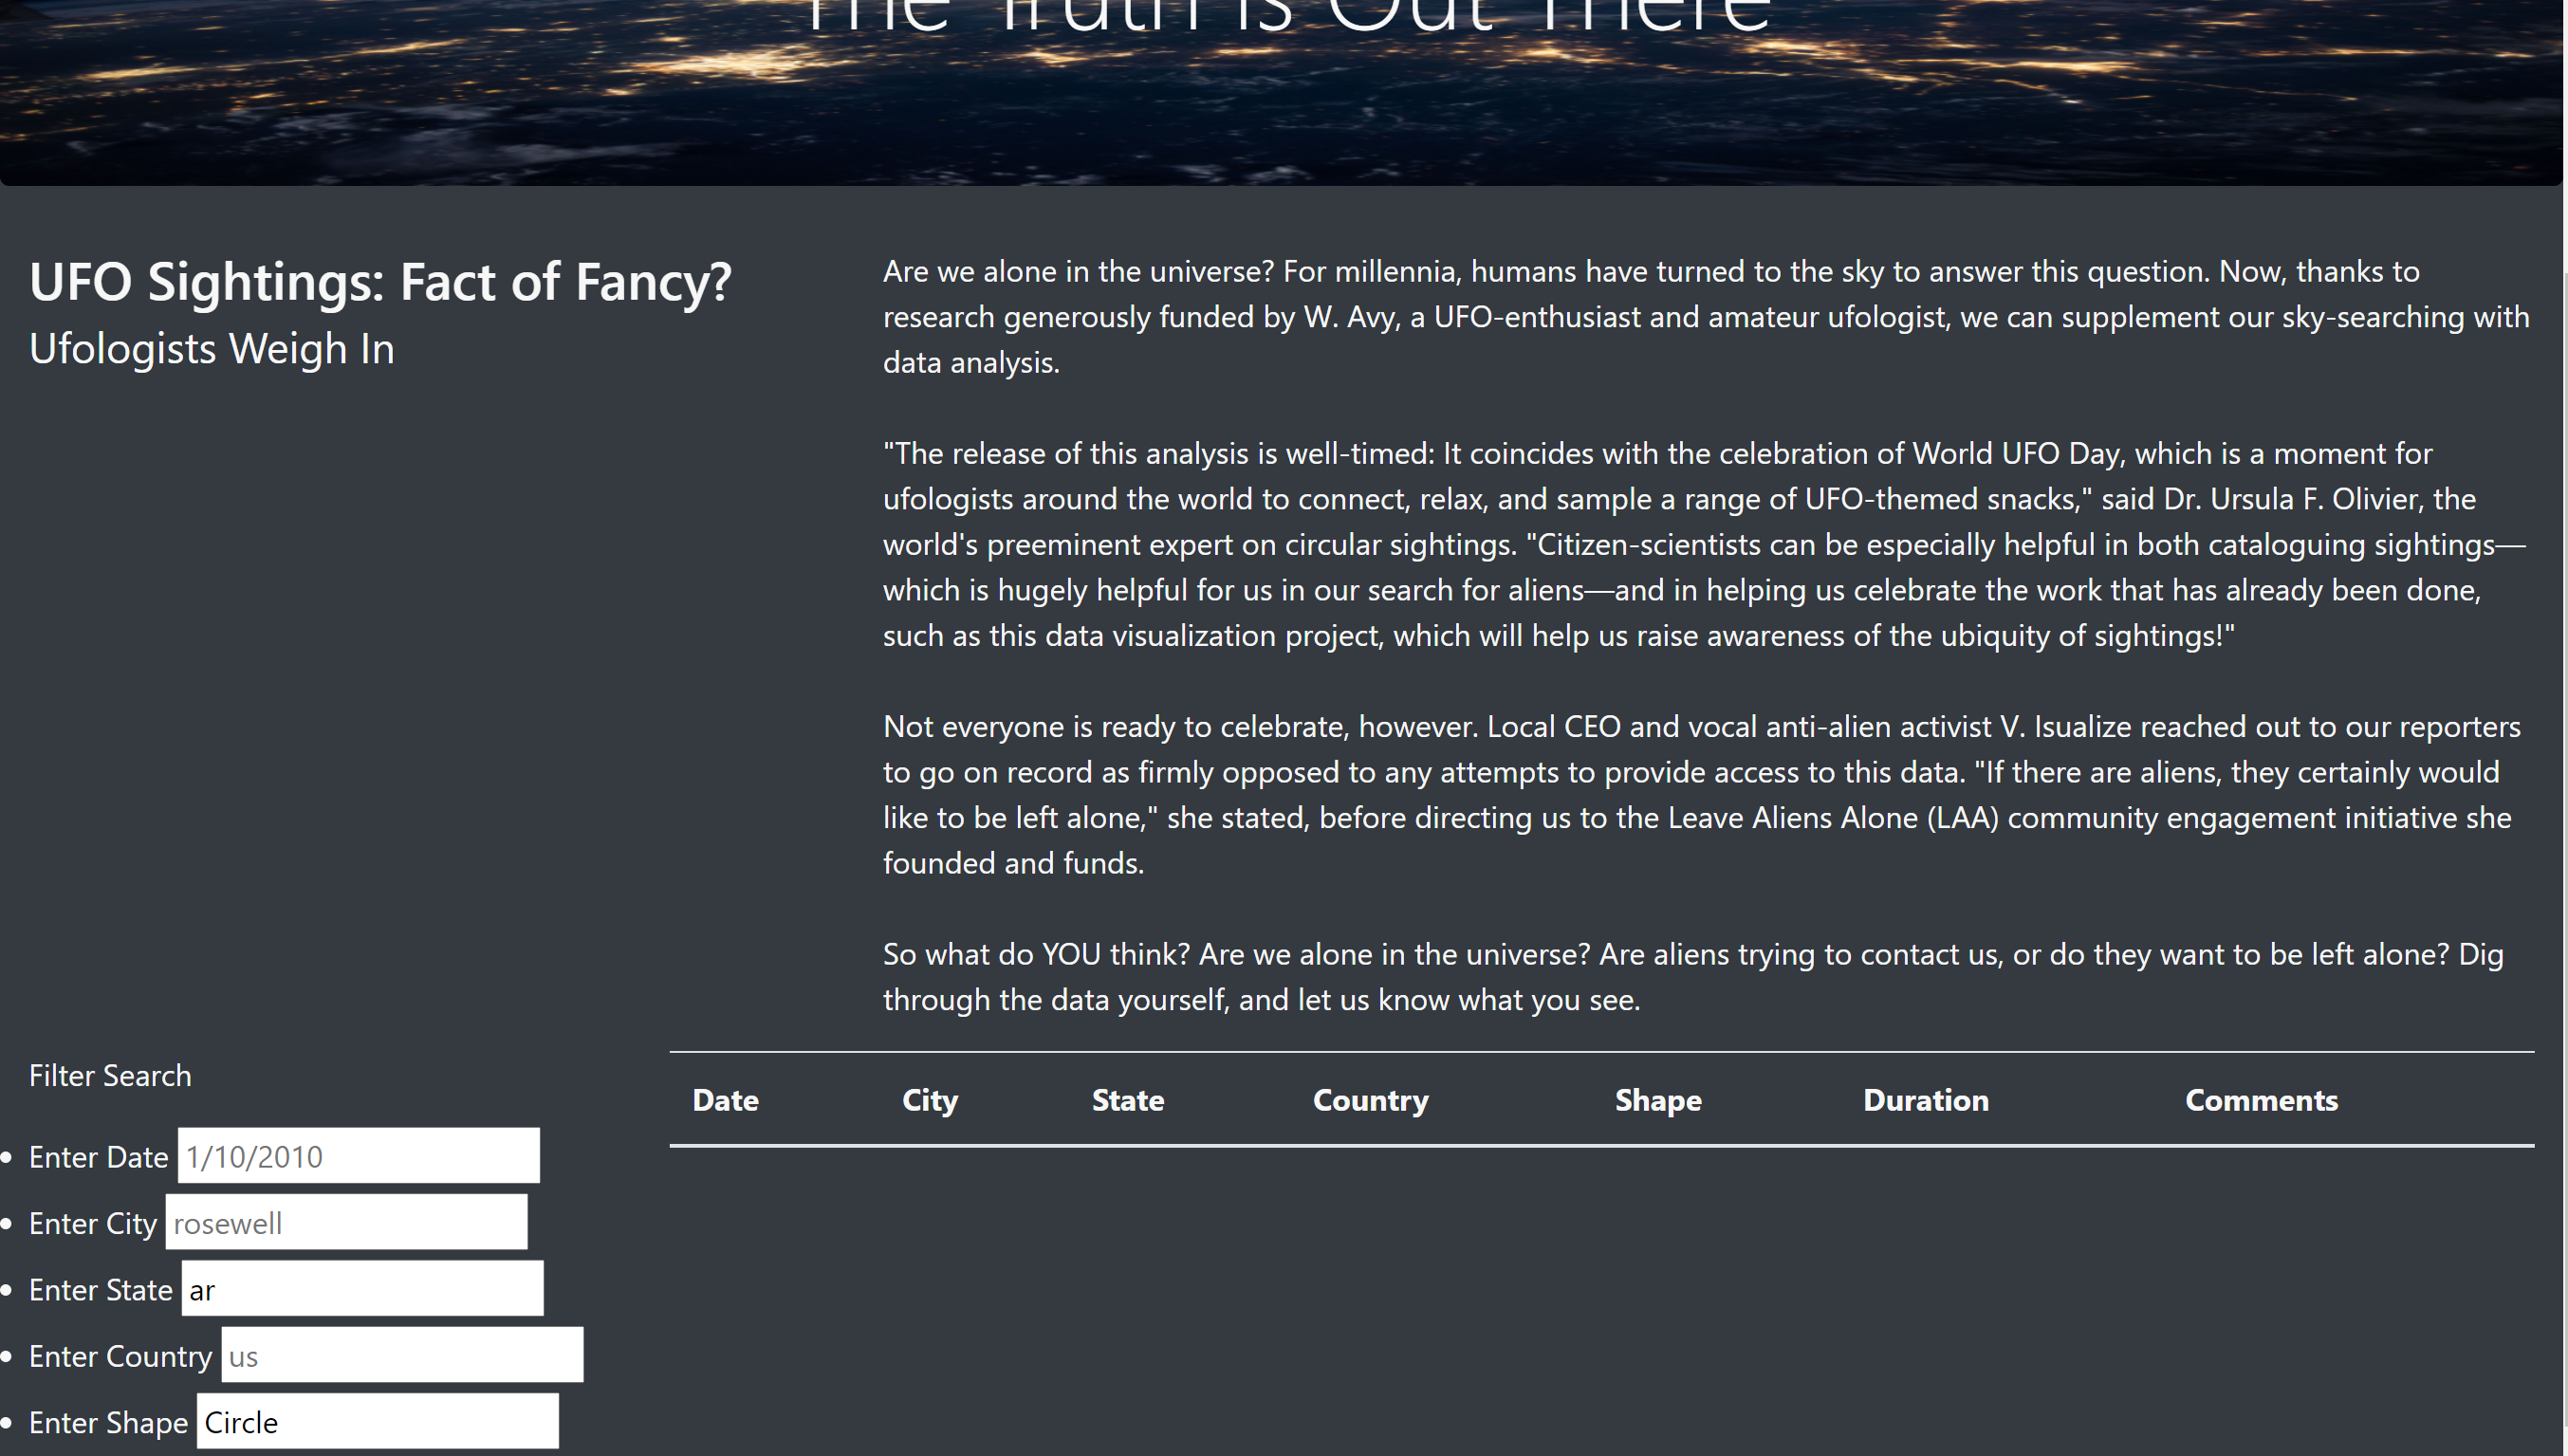 The Truth Is Out There
UFO Sightings: Fact of Fancy?
Ufologists Weigh In
Are we alone in the universe? For millennia, humans have turned to the sky to answer this question. Now, thanks to
research generously funded by W. Avy, a UFO-enthusiast and amateur ufologist, we can supplement our sky-searching with
data analysis.
"The release of this analysis is well-timed: It coincides with the celebration of World UFO Day, which is a moment for
ufologists around the world to connect, relax, and sample a range of UFO-themed snacks," said Dr. Ursula F. Olivier, the
world's preeminent expert on circular sightings. "Citizen-scientists can be especially helpful in both cataloguing sightings—
which is hugely helpful for us in our search for aliens—and in helping us celebrate the work that has already been done,
such as this data visualization project, which will help us raise awareness of the ubiquity of sightings!"
Not everyone is ready to celebrate, however. Local CEO and vocal anti-alien activist V. Isualize reached out to our reporters
to go on record as firmly opposed to any attempts to provide access to this data. "If there are aliens, they certainly would
like to be left alone," she stated, before directing us to the Leave Aliens Alone (LAA) community engagement initiative she
founded and funds.
So what do YOU think? Are we alone in the universe? Are aliens trying to contact us, or do they want to be left alone? Dig
through the data yourself, and let us know what you see.
Filter Search
Enter Date 1/10/2010
Enter City rosewell
Enter State ar
Enter Country us
Enter Shape Circle
Date City State Country Shape Duration Comments